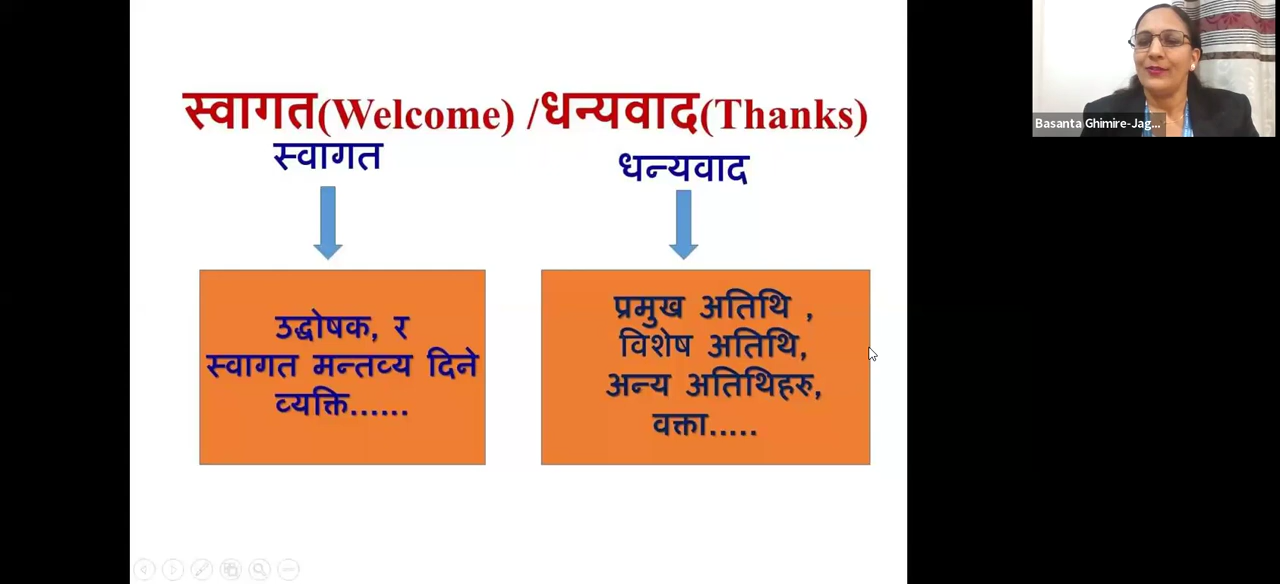 स्वागत(Welcome) /धन्यवाद(Thanks)
स्वागत
धन्यवाद
उद्घोषक, र
स्वागत मन्तव्य दिने
व्यक्ति......
प्रमुख अतिथि ,
विशेष अतिथि,
अन्य अतिथिहरु,
वक्ता.....
Basanta Ghimire-Jag...